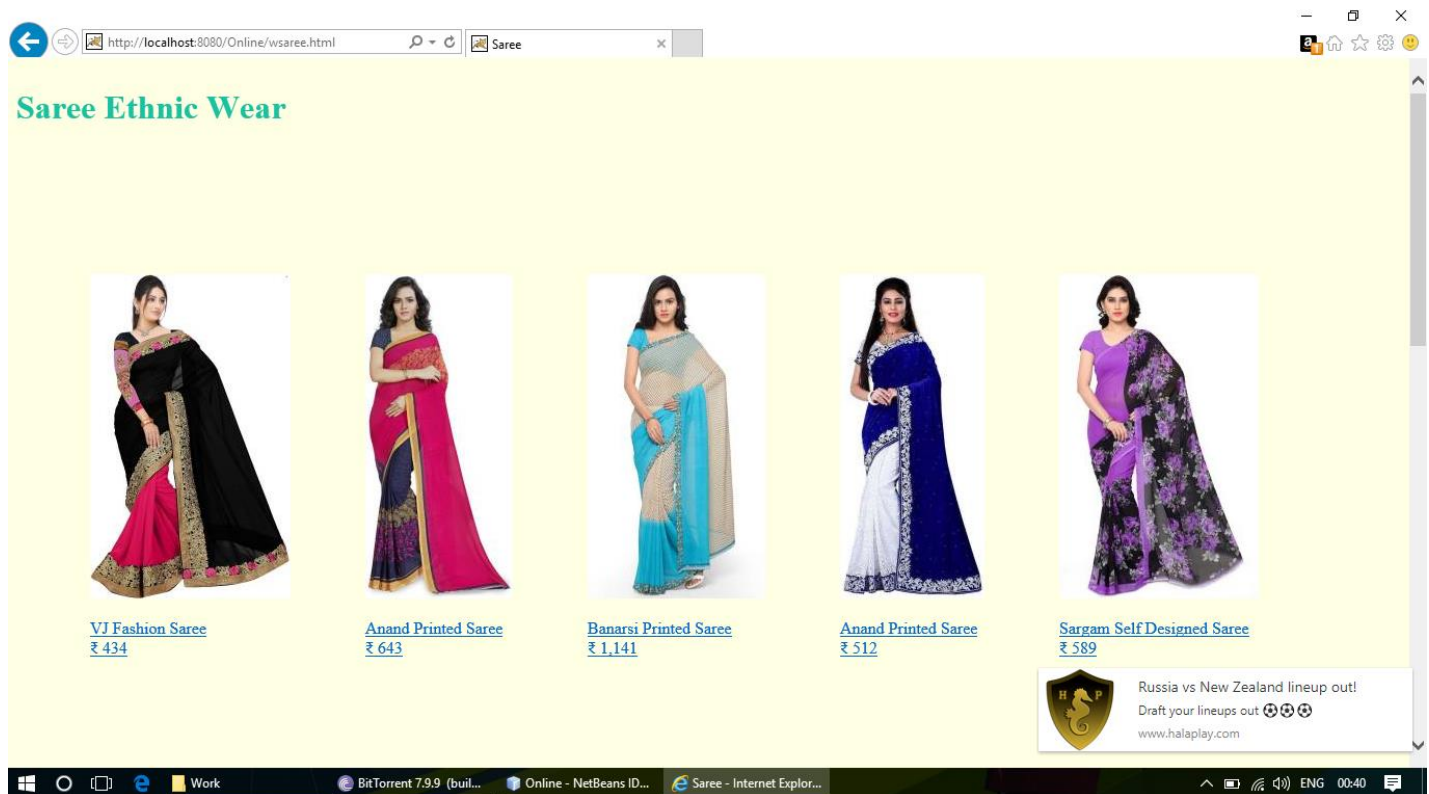 http://localhost:8080/Online/wsaree.html
Saree
Saree Ethnic Wear
VJ Fashion Saree
₹ 434
Anand Printed Saree
₹ 643
Banarsi Printed Saree
₹ 1,141
Anand Printed Saree
₹ 512
Sargam Self Designed Saree
₹ 589
H P
Russia vs New Zealand lineup out!
Draft your lineups out ⚽⚽⚽
www.halaplay.com
Work
BitTorrent 7.9.9 (buil...
Online - NetBeans ID...
Saree - Internet Explor...
ENG
00:40